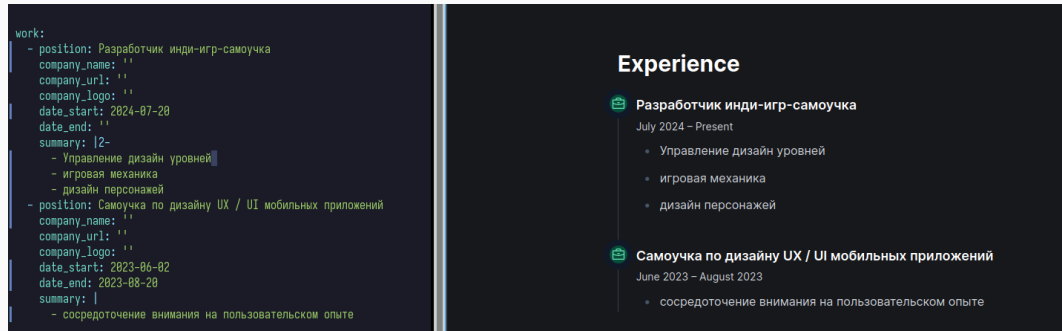 work:
- position: Разработчик инди-игр-самоучка
company_name: ''
company_url: ''
company_logo: ''
date_start: 2024-07-20
date_end: ''
summary: |2-
- Управление дизайн уровней
- игровая механика
- дизайн персонажей
- position: Самоучка по дизайну UX / UI мобильных приложений
company_name: ''
company_url: ''
company_logo: ''
date_start: 2023-06-02
date_end: 2023-08-20
summary: |
- сосредоточение внимания на пользовательском опыте
Experience
Разработчик инди-игр-самоучка
July 2024 – Present
• Управление дизайн уровней
• игровая механика
• дизайн персонажей
Самоучка по дизайну UX / UI мобильных приложений
June 2023 – August 2023
• сосредоточение внимания на пользовательском опыте